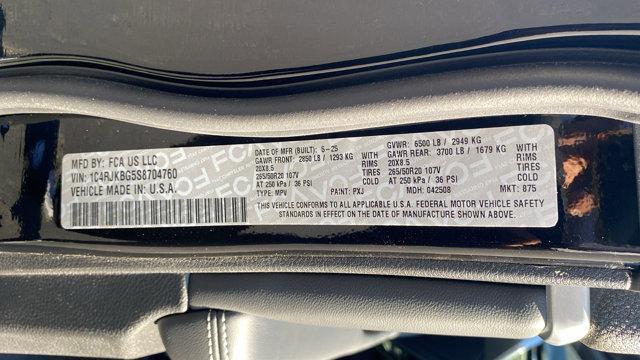 MFD BY: FCA US LLC
VIN: 1C4RJKBG5S8704760
VEHICLE MADE IN: U.S.A.
DATE OF MFR (BUILT): 5-25
GVWR: 6500 LB / 2949 KG
GAWR FRONT: 2850 LB / 1293 KG WITH GAWR REAR: 3700 LB / 1679 KG WITH
20X8.5 RIMS 20X8.5 RIMS
265/50R20 107V TIRES 265/50R20 107V TIRES
AT 250 kPa / 36 PSI COLD AT 250 kPa / 36 PSI COLD
TYPE: MPV PAINT: PXJ MDH: 042508 MKT: 875
THIS VEHICLE CONFORMS TO ALL APPLICABLE U.S.A. FEDERAL MOTOR VEHICLE SAFETY
STANDARDS IN EFFECT ON THE DATE OF MANUFACTURE SHOWN ABOVE.